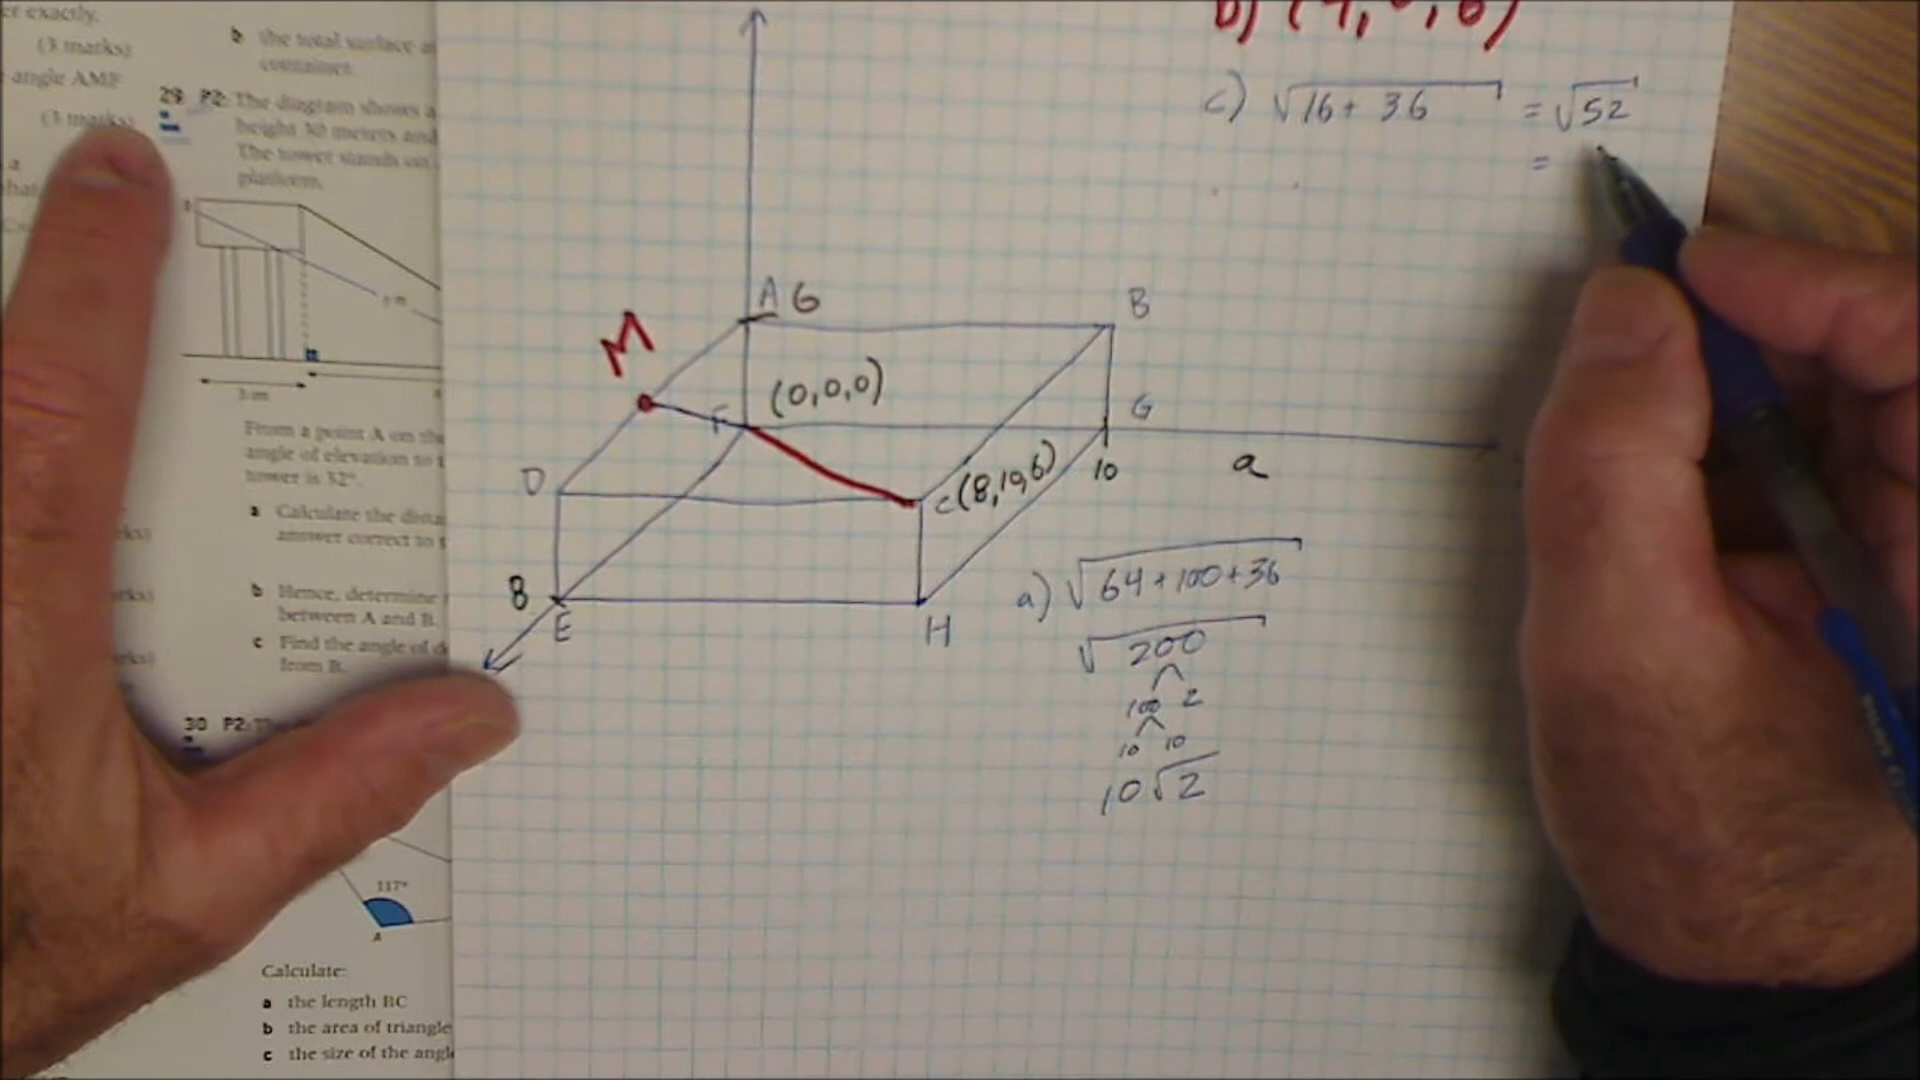 er exactly.
(3 marks)
angle AMF
(3 marks)
a
b the total surface a
container.
29 P2: The diagram shows a
height 10 meters and
The tower stands on
platform.
3 cm
From a point A on the
angle of elevation to t
tower is 32°.
a Calculate the dista
answer correct to
b Hence, determine
between A and B.
c Find the angle of d
from B.
30 P2:
117°
A
Calculate:
a the length BC
b the area of triangle
c the size of the angle
c) √16 + 36 = √52
=
A 6
B
M
(0,0,0)
F
G
D
C(8,10,6)
10
a
8
E
H
a) √64+100+36
√200
100 2
10 10
10√2